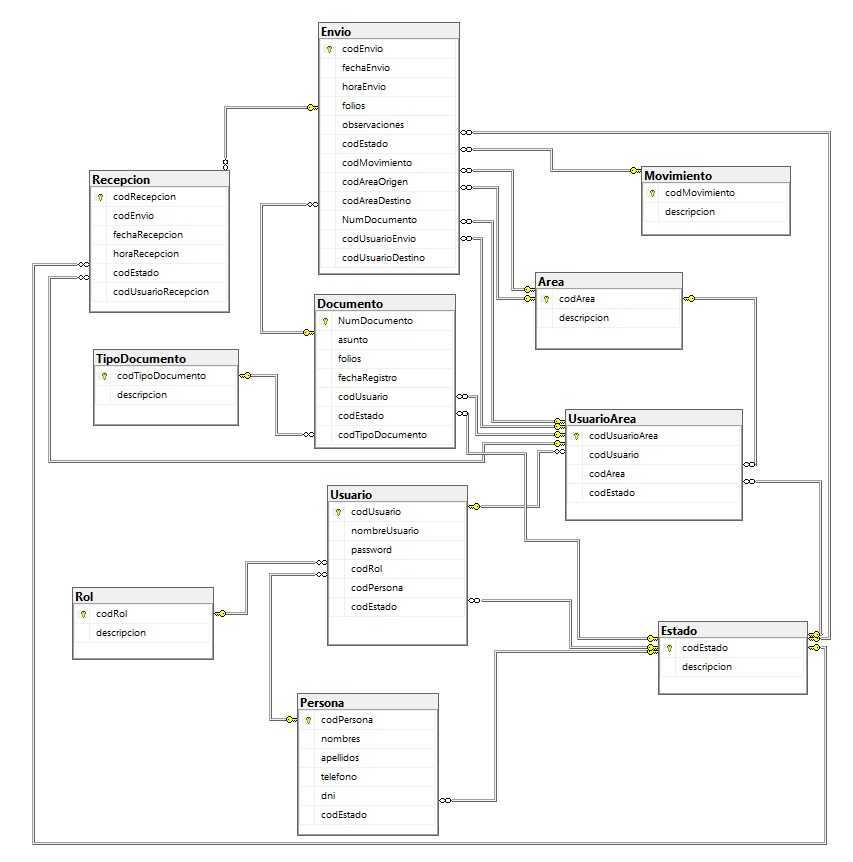 Envio
codEnvio
fechaEnvio
horaEnvio
folios
observaciones
codEstado
codMovimiento
codAreaOrigen
codAreaDestino
NumDocumento
codUsuarioEnvio
codUsuarioDestino
Recepcion
codRecepcion
codEnvio
fechaRecepcion
horaRecepcion
codEstado
codUsuarioRecepcion
Movimiento
codMovimiento
descripcion
Area
codArea
descripcion
Documento
NumDocumento
asunto
folios
fechaRegistro
codUsuario
codEstado
codTipoDocumento
TipoDocumento
codTipoDocumento
descripcion
UsuarioArea
codUsuarioArea
codUsuario
codArea
codEstado
Usuario
codUsuario
nombreUsuario
password
codRol
codPersona
codEstado
Rol
codRol
descripcion
Estado
codEstado
descripcion
Persona
codPersona
nombres
apellidos
telefono
dni
codEstado